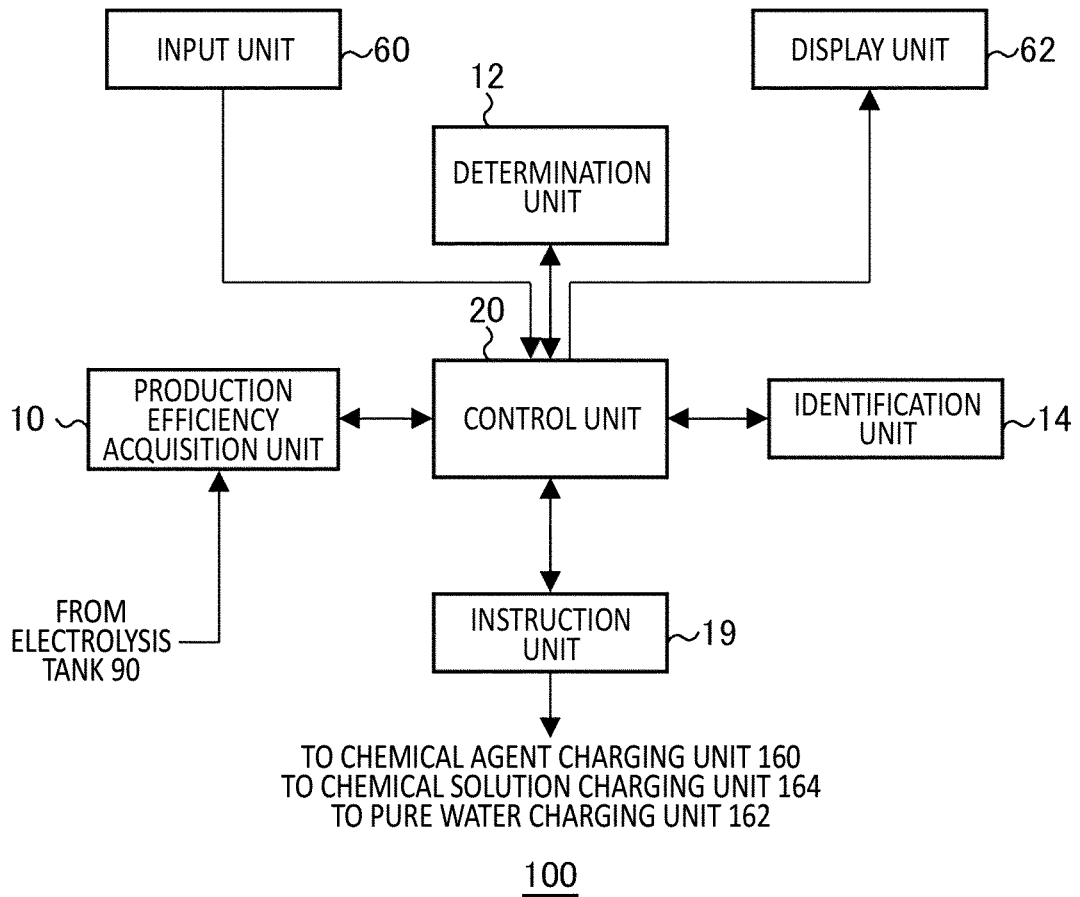 INPUT UNIT
60
DISPLAY UNIT
62
12
DETERMINATION
UNIT
20
CONTROL UNIT
10
PRODUCTION
EFFICIENCY
ACQUISITION UNIT
IDENTIFICATION
UNIT
14
FROM
ELECTROLYSIS
TANK 90
INSTRUCTION
UNIT
19
TO CHEMICAL AGENT CHARGING UNIT 160
TO CHEMICAL SOLUTION CHARGING UNIT 164
TO PURE WATER CHARGING UNIT 162
100